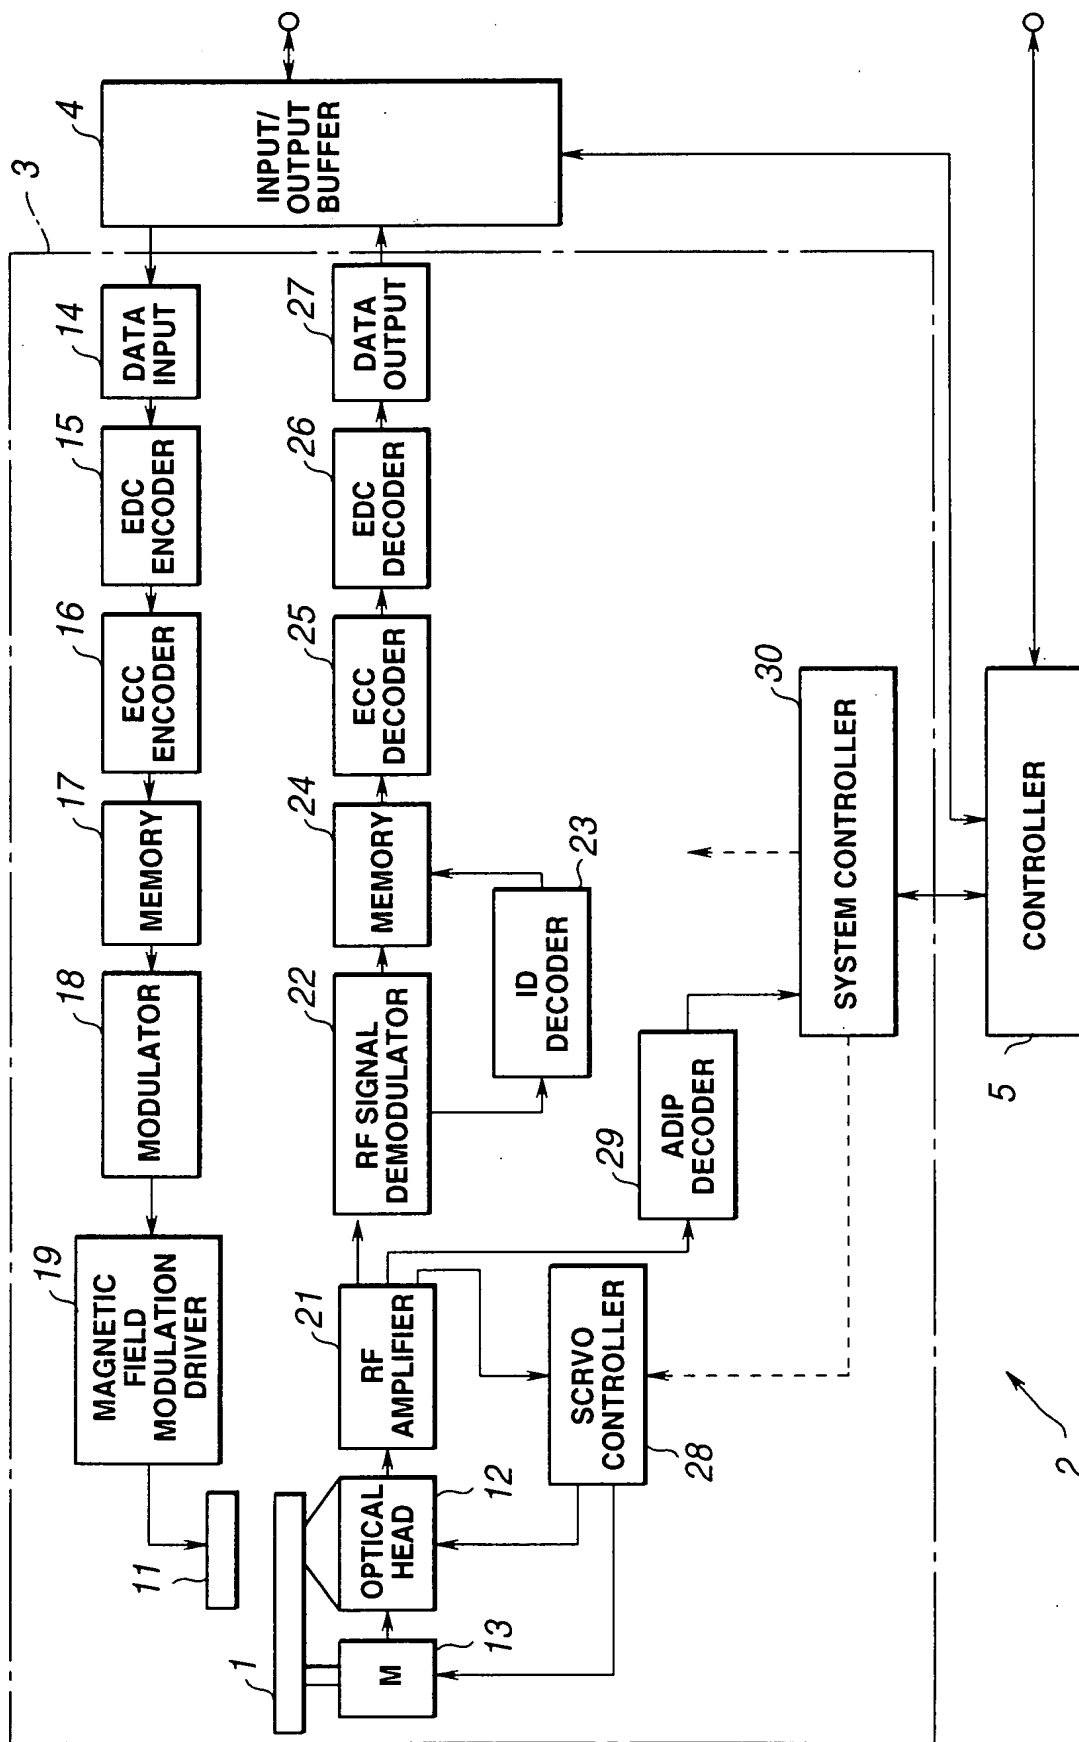 3
4
INPUT/
OUTPUT
BUFFER
14
DATA
INPUT
15
EDC
ENCODER
16
ECC
ENCODER
17
MEMORY
18
MODULATOR
19
MAGNETIC
FIELD
MODULATION
DRIVER
11
1
M
13
OPTICAL
HEAD
12
RF
AMPLIFIER
21
RF SIGNAL
DEMODULATOR
22
MEMORY
24
ECC
DECODER
25
EDC
DECODER
26
DATA
OUTPUT
27
ID
DECODER
23
SCRVO
CONTROLLER
28
ADIP
DECODER
29
SYSTEM CONTROLLER
30
CONTROLLER
5
2